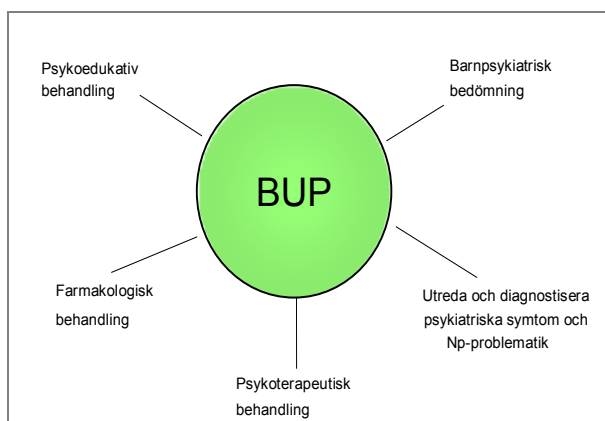 Psykoedukativ
behandling
Barnpsykiatrisk
bedömning
BUP
Farmakologisk
behandling
Utreda och diagnostisera
psykiatriska symtom och
Np-problematik
Psykoterapeutisk
behandling